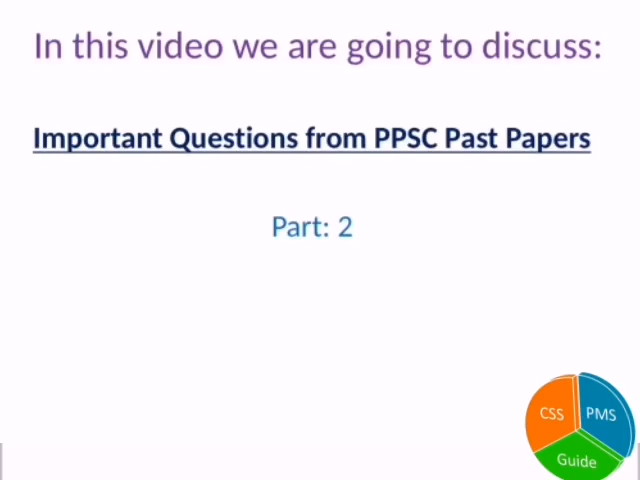 In this video we are going to discuss:
Important Questions from PPSC Past Papers
Part: 2
CSS PMS
Guide